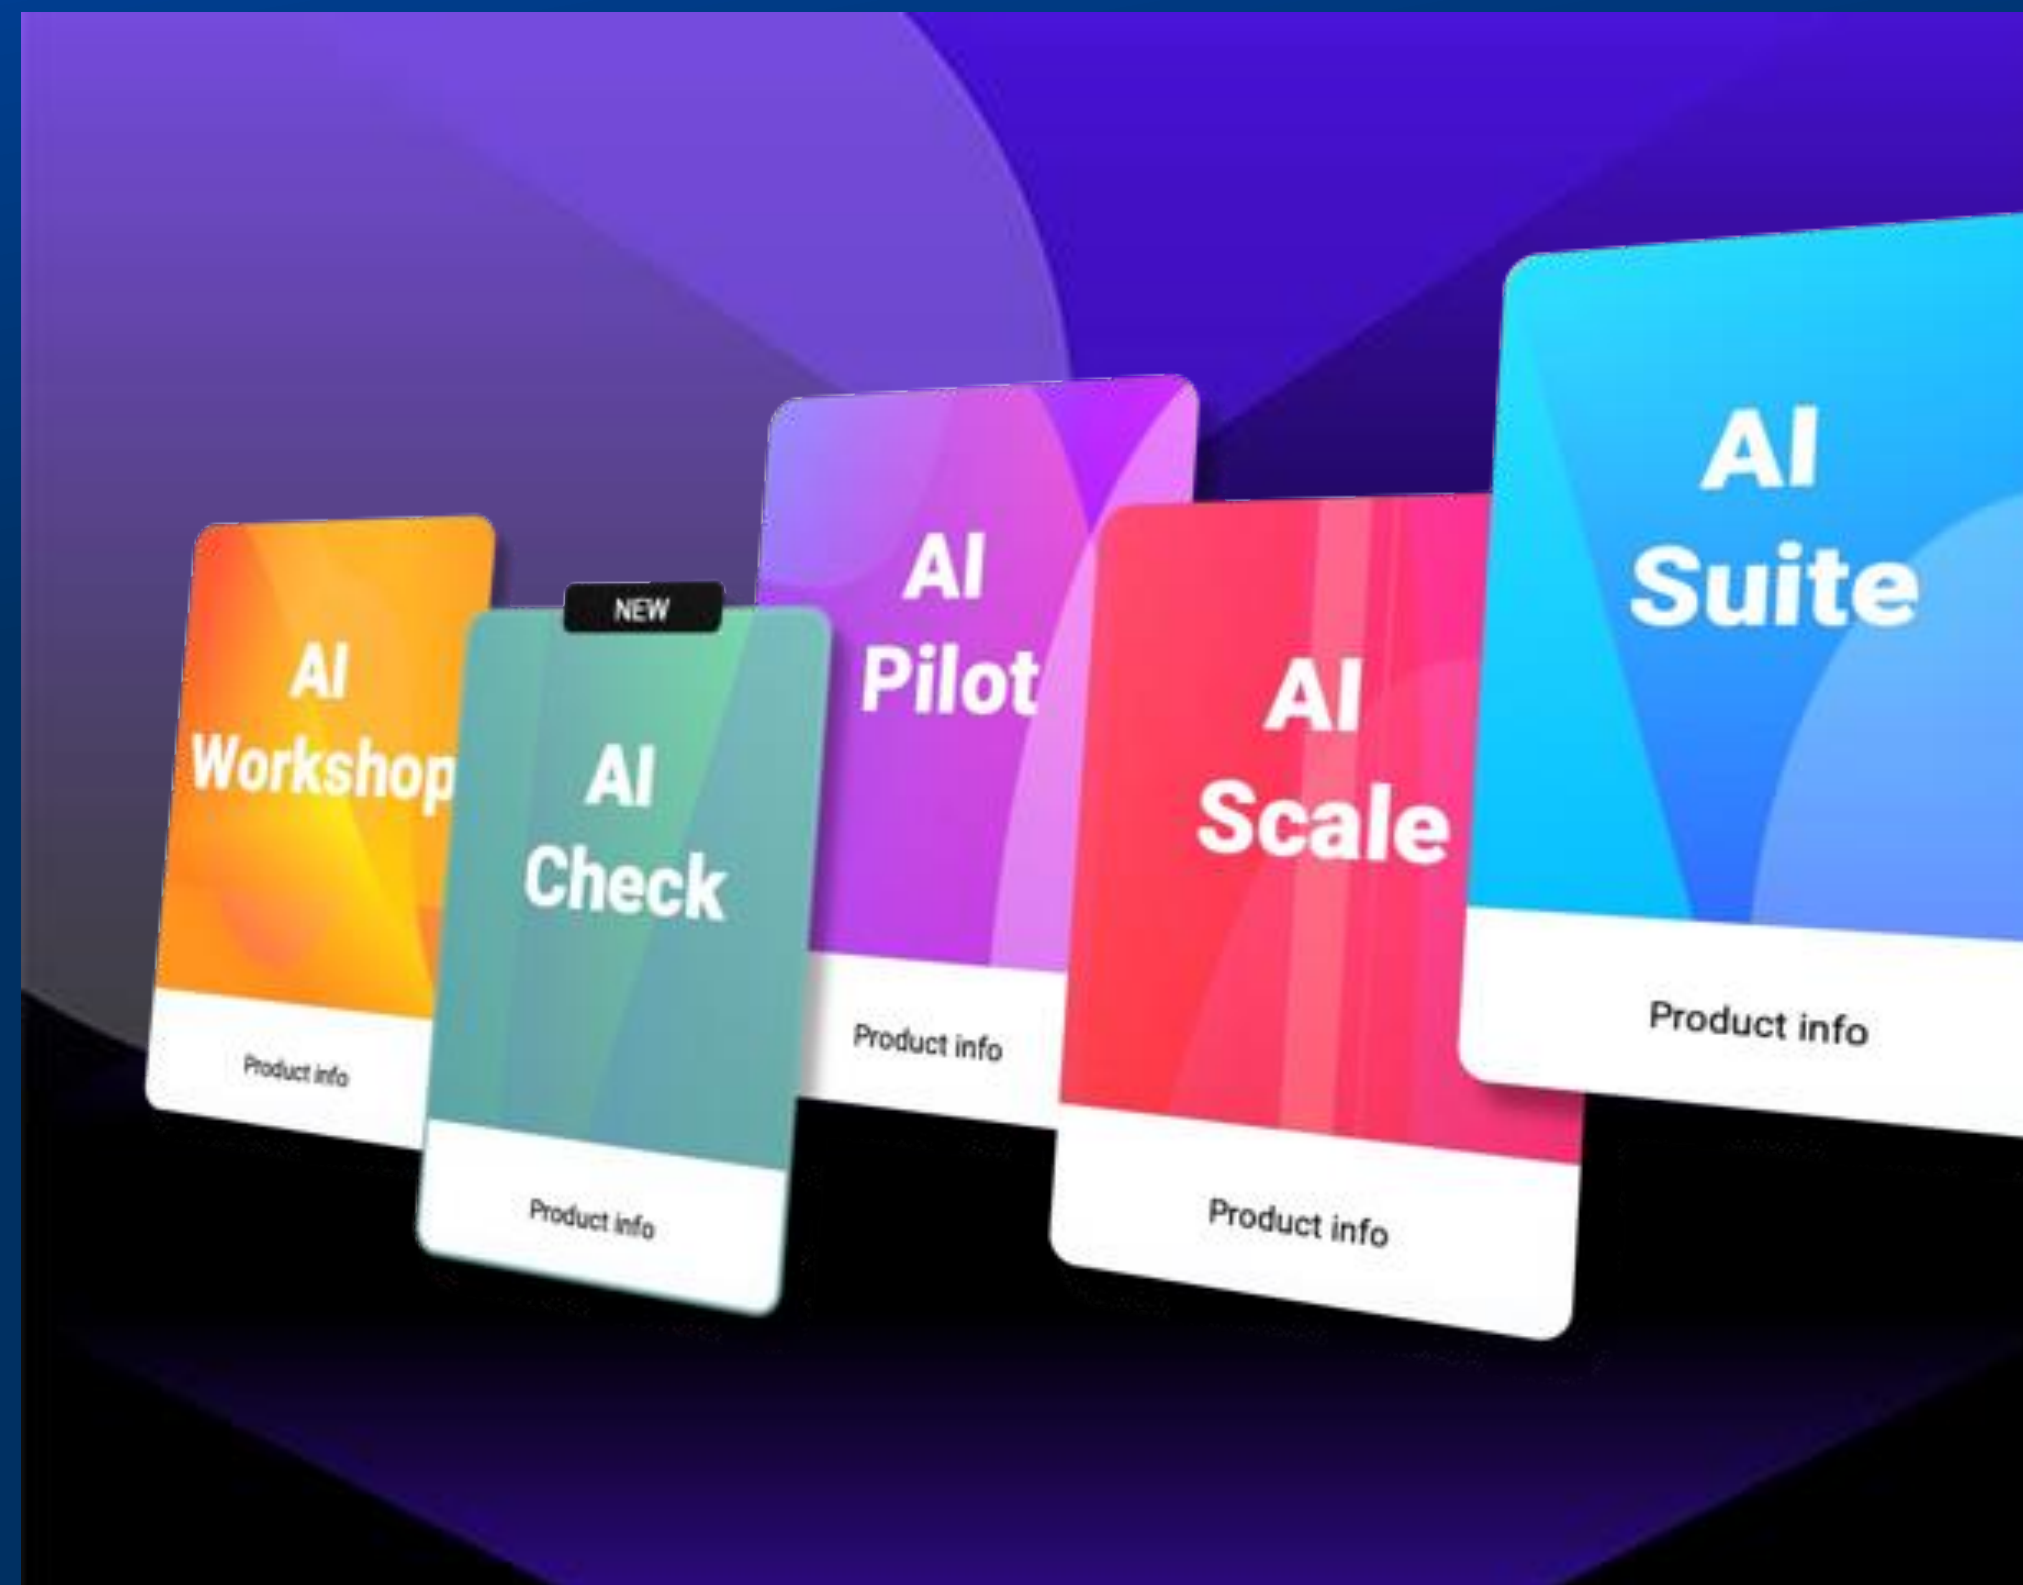 AI
Workshop
Product info
NEW
AI
Check
Product info
AI
Pilot
Product info
AI
Scale
Product info
AI
Suite
Product info